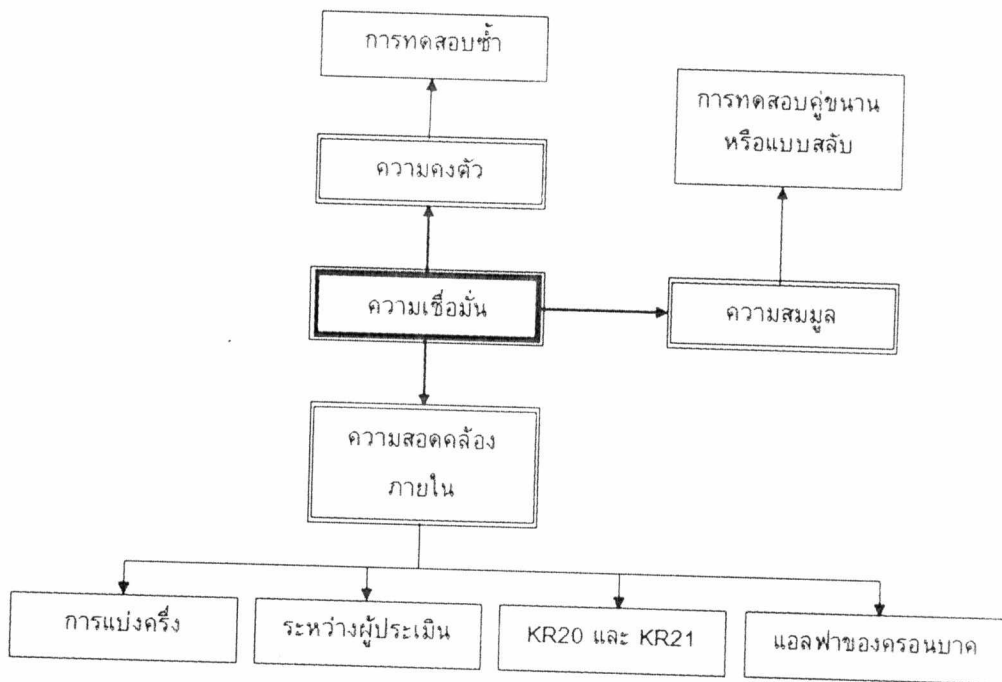 การทดสอบซ้ำ
การทดสอบคู่ขนาน
หรือแบบสลับ
ความคงตัว
ความเชื่อมั่น
ความสมมูล
ความสอดคล้อง
ภายใน
การแบ่งครึ่ง
ระหว่างผู้ประเมิน
KR20 และ KR21
แอลฟาของครอนบาค